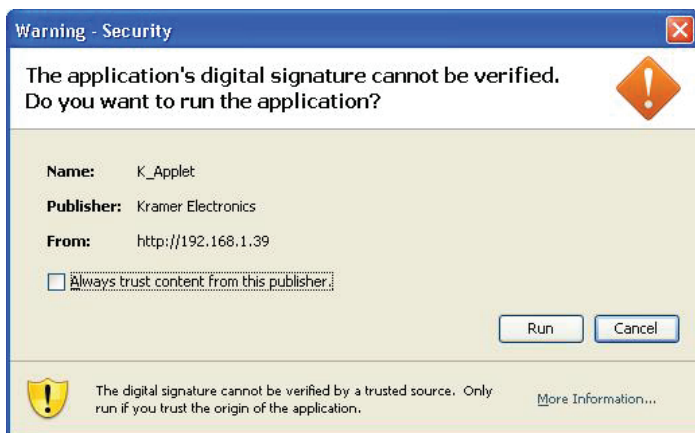 Warning - Security
The application's digital signature cannot be verified.
Do you want to run the application?
Name: K_Applet
Publisher: Kramer Electronics
From: http://192.168.1.39
Always trust content from this publisher.
Run Cancel
The digital signature cannot be verified by a trusted source. Only
run if you trust the origin of the application.
More Information...